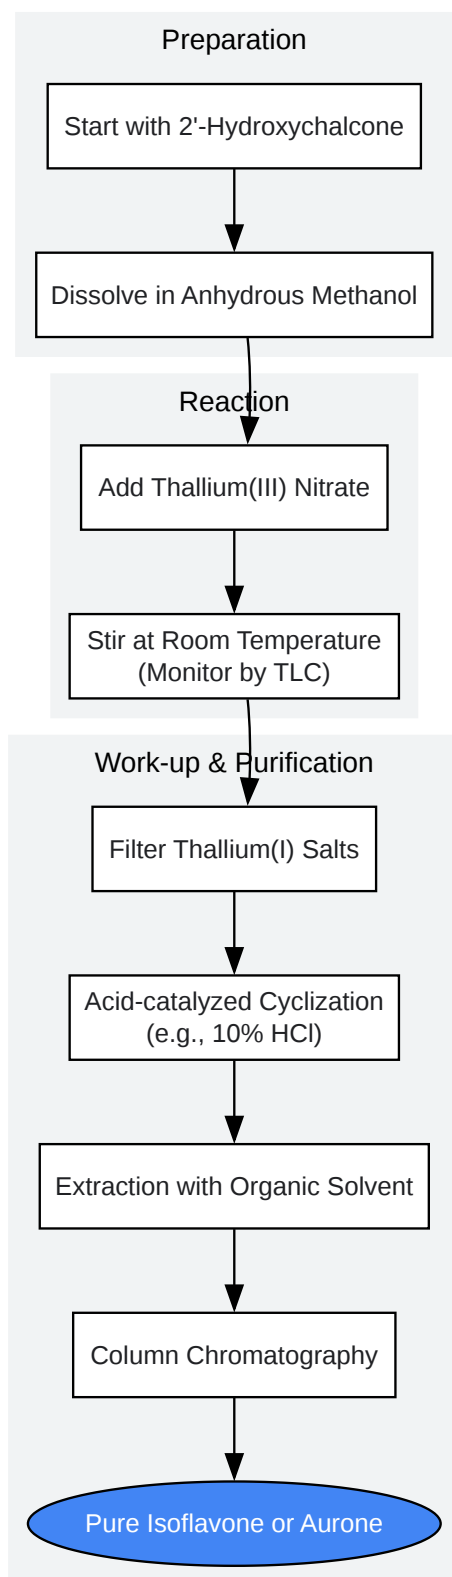 Preparation
Start with 2'-Hydroxychalcone
Dissolve in Anhydrous Methanol
Reaction
Add Thallium(III) Nitrate
Stir at Room Temperature
(Monitor by TLC)
Work-up & Purification
Filter Thallium(I) Salts
Acid-catalyzed Cyclization
(e.g., 10% HCl)
Extraction with Organic Solvent
Column Chromatography
Pure Isoflavone or Aurone